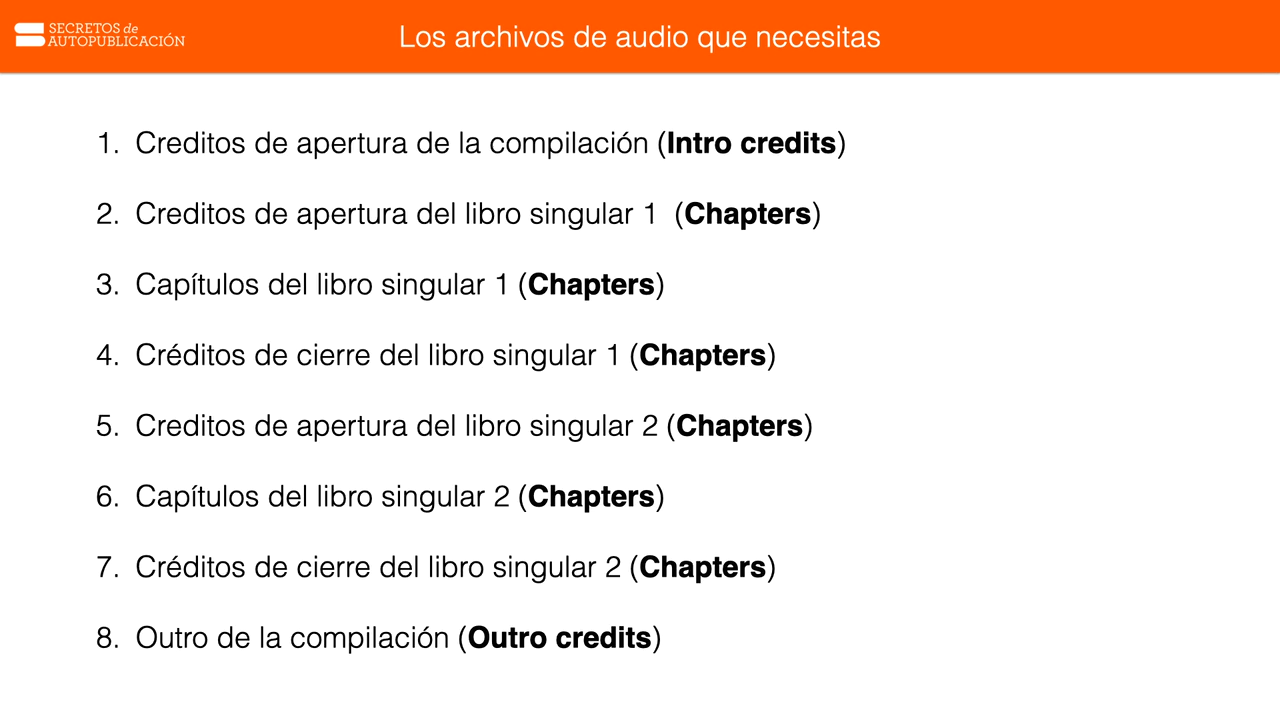 SECRETOS de
AUTOPUBLICACIÓN
Los archivos de audio que necesitas
1. Creditos de apertura de la compilación (Intro credits)
2. Creditos de apertura del libro singular 1 (Chapters)
3. Capítulos del libro singular 1 (Chapters)
4. Créditos de cierre del libro singular 1 (Chapters)
5. Creditos de apertura del libro singular 2 (Chapters)
6. Capítulos del libro singular 2 (Chapters)
7. Créditos de cierre del libro singular 2 (Chapters)
8. Outro de la compilación (Outro credits)